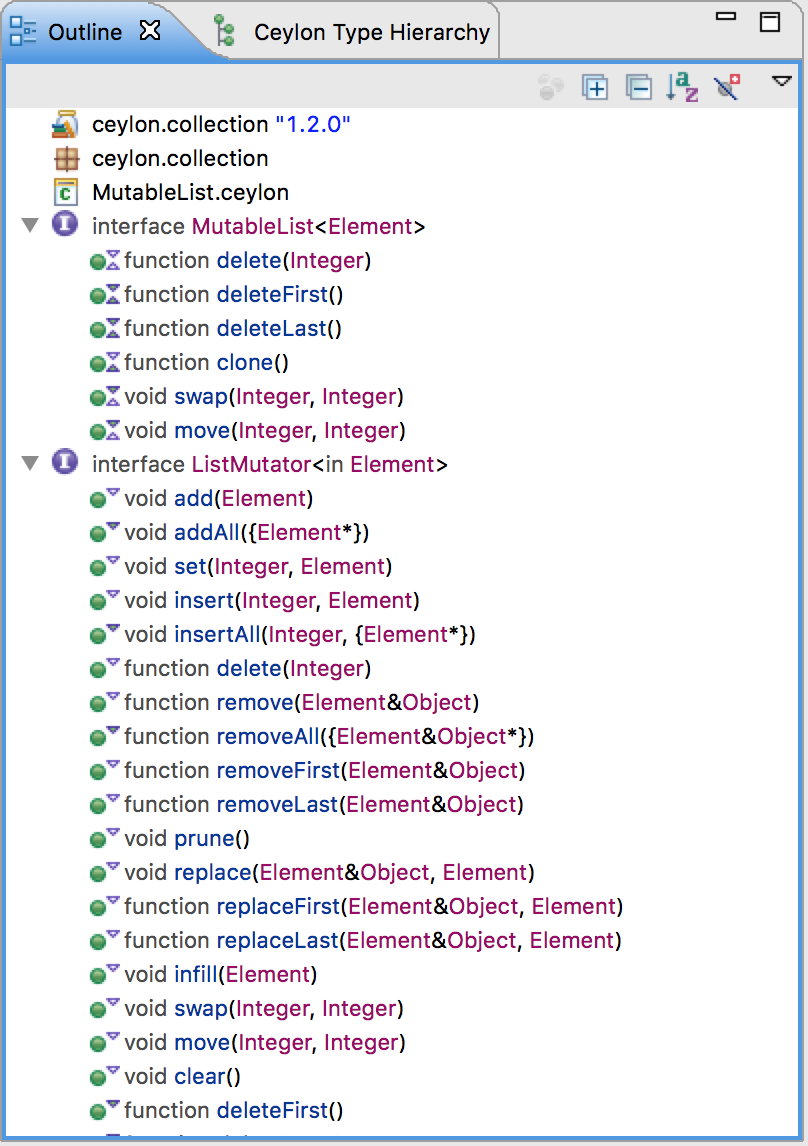 Outline Ceylon Type Hierarchy
ceylon.collection "1.2.0"
ceylon.collection
MutableList.ceylon
interface MutableList<Element>
function delete(Integer)
function deleteFirst()
function deleteLast()
function clone()
void swap(Integer, Integer)
void move(Integer, Integer)
interface ListMutator<in Element>
void add(Element)
void addAll({Element*})
void set(Integer, Element)
void insert(Integer, Element)
void insertAll(Integer, {Element*})
function delete(Integer)
function remove(Element&Object)
function removeAll({Element&Object*})
function removeFirst(Element&Object)
function removeLast(Element&Object)
void prune()
void replace(Element&Object, Element)
function replaceFirst(Element&Object, Element)
function replaceLast(Element&Object, Element)
void infill(Element)
void swap(Integer, Integer)
void move(Integer, Integer)
void clear()
function deleteFirst()